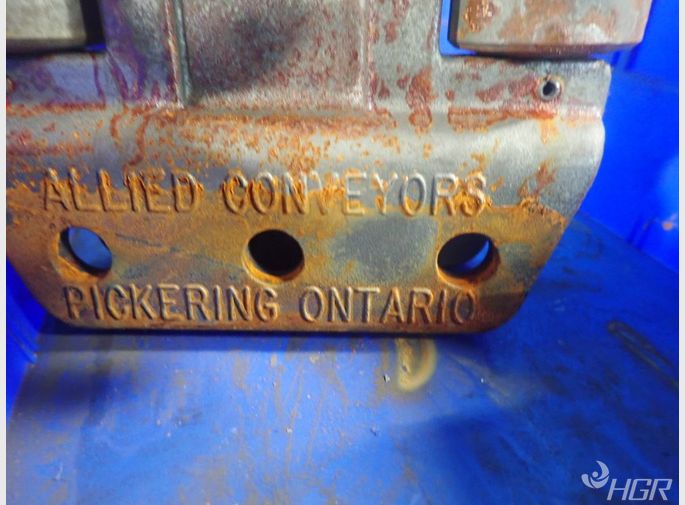 ALLIED CONVEYORS
PICKERING ONTARIO
HGR